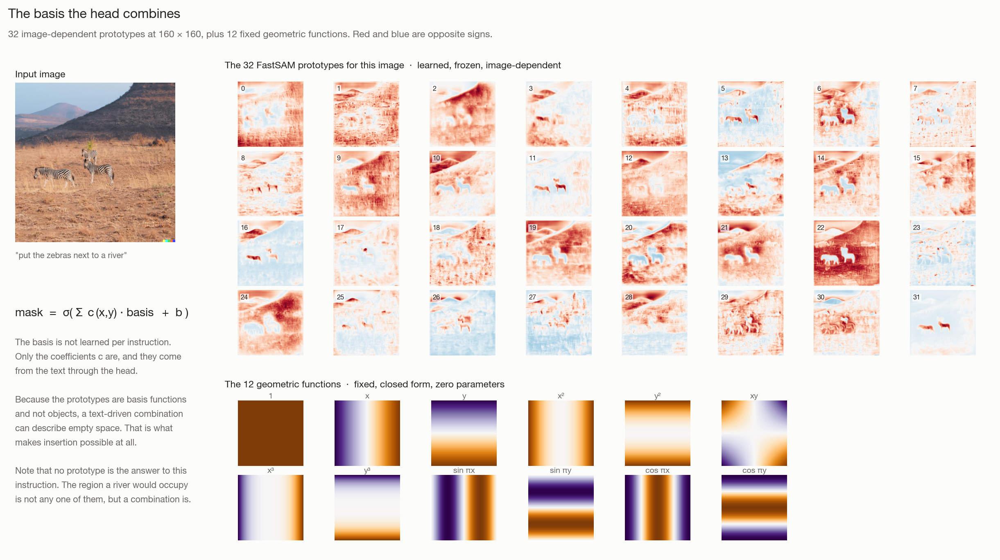 The basis the head combines
32 image-dependent prototypes at 160 × 160, plus 12 fixed geometric functions. Red and blue are opposite signs.
Input image
"put the zebras next to a river"
mask = σ( Σ c (x,y) · basis + b )
The basis is not learned per instruction.
Only the coefficients c are, and they come
from the text through the head.
Because the prototypes are basis functions
and not objects, a text-driven combination
can describe empty space. That is what
makes insertion possible at all.
Note that no prototype is the answer to this
instruction. The region a river would occupy
is not any one of them, but a combination is.
The 32 FastSAM prototypes for this image · learned, frozen, image-dependent
0 1 2 3 4 5 6 7
8 9 10 11 12 13 14 15
16 17 18 19 20 21 22 23
24 25 26 27 28 29 30 31
The 12 geometric functions · fixed, closed form, zero parameters
1 x y x² y² xy
x³ y³ sin πx sin πy cos πx cos πy